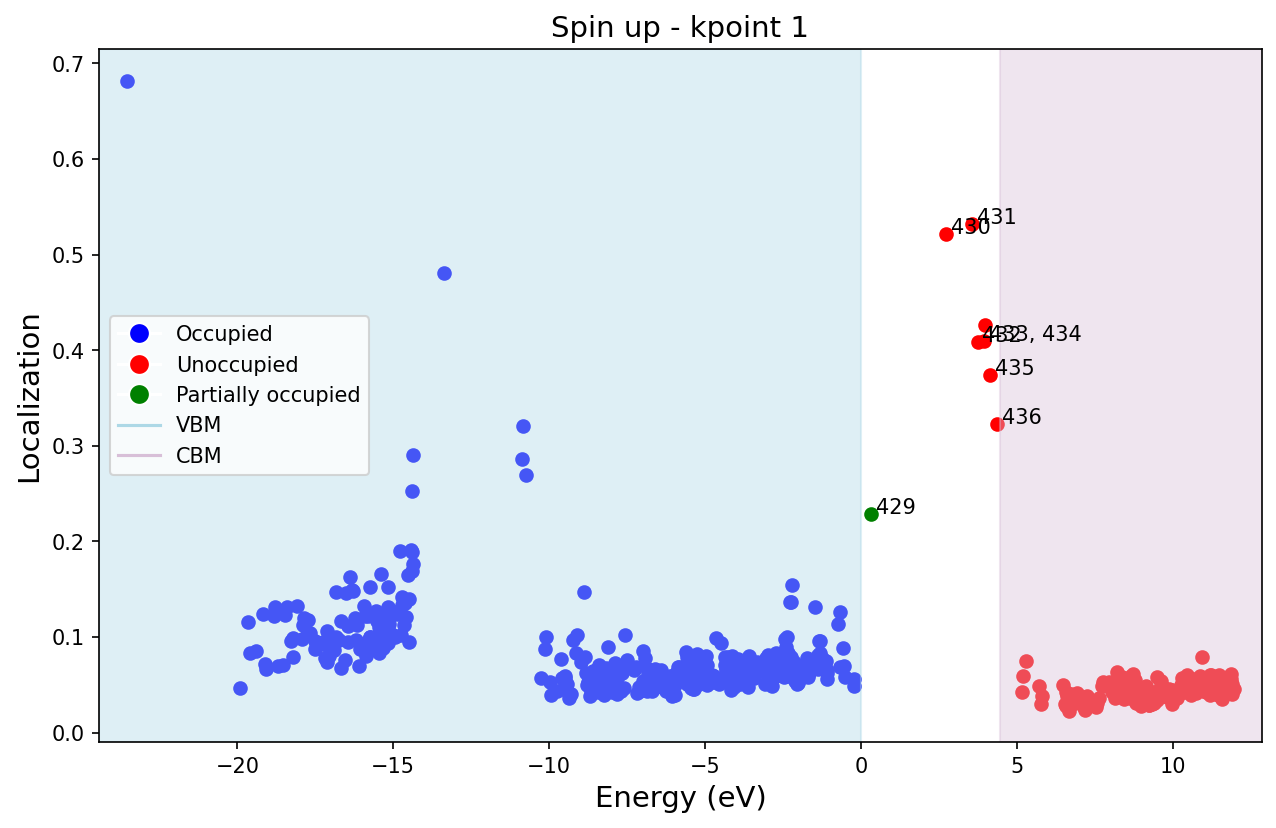 Spin up - kpoint 1
Localization
0.7
0.6
0.5
0.4
0.3
0.2
0.1
0.0
431
430
432
433, 434
435
436
429
Occupied
Unoccupied
Partially occupied
VBM
CBM
−20
−15
−10
−5
0
5
10
Energy (eV)